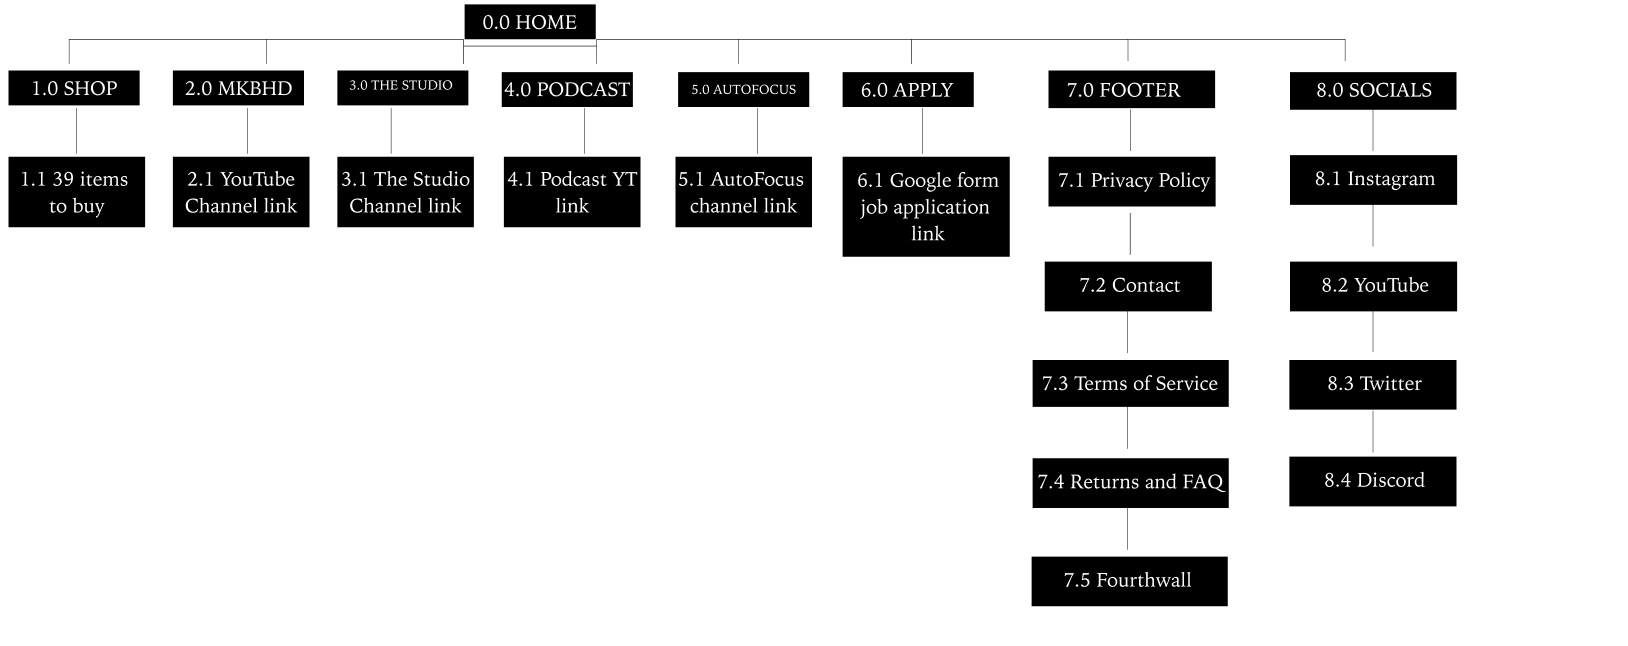 0.0 HOME
1.0 SHOP
2.0 MKBHD
3.0 THE STUDIO
4.0 PODCAST
5.0 AUTOFOCUS
6.0 APPLY
7.0 FOOTER
8.0 SOCIALS
1.1 39 items
to buy
2.1 YouTube
Channel link
3.1 The Studio
Channel link
4.1 Podcast YT
link
5.1 AutoFocus
channel link
6.1 Google form
job application
link
7.1 Privacy Policy
7.2 Contact
7.3 Terms of Service
7.4 Returns and FAQ
7.5 Fourthwall
8.1 Instagram
8.2 YouTube
8.3 Twitter
8.4 Discord